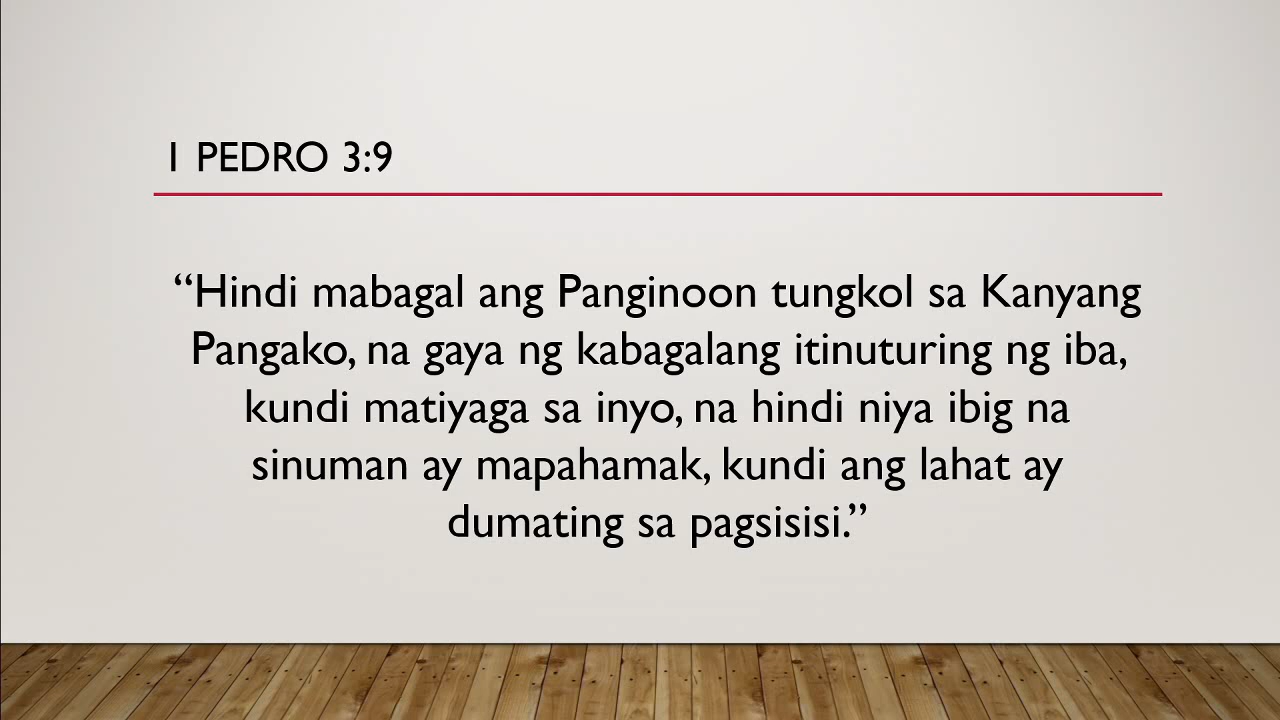 1 PEDRO 3:9
“Hindi mabagal ang Panginoon tungkol sa Kanyang
Pangako, na gaya ng kabagalang itinuturing ng iba,
kundi matiyaga sa inyo, na hindi niya ibig na
sinuman ay mapahamak, kundi ang lahat ay
dumating sa pagsisisi.”